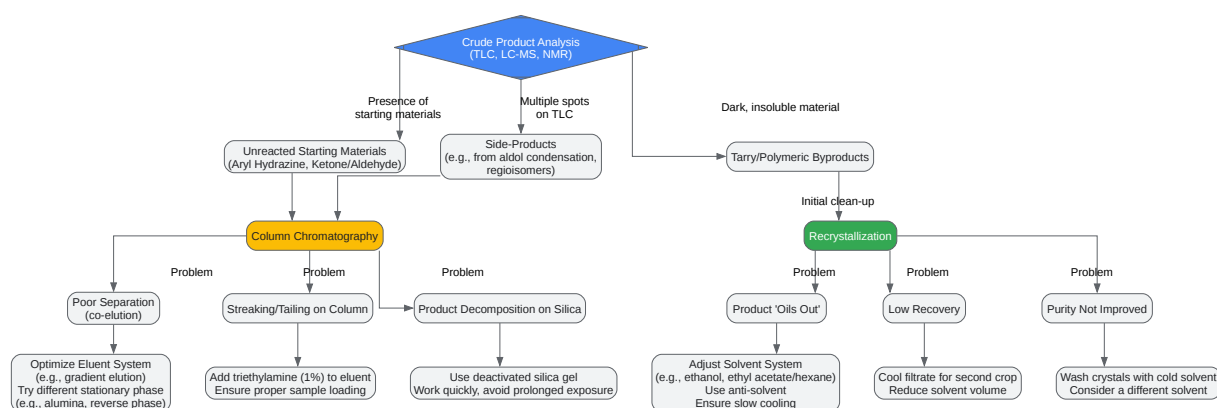 Crude Product Analysis
(TLC, LC-MS, NMR)
Presence of
starting materials
Multiple spots
on TLC
Dark, insoluble material
Unreacted Starting Materials
(Aryl Hydrazine, Ketone/Aldehyde)
Side-Products
(e.g., from aldol condensation,
regioisomers)
Tarry/Polymeric Byproducts
Initial clean-up
Column Chromatography
Recrystallization
Problem
Problem
Problem
Problem
Problem
Problem
Poor Separation
(co-elution)
Streaking/Tailing on Column
Product Decomposition on Silica
Product 'Oils Out'
Low Recovery
Purity Not Improved
Optimize Eluent System
(e.g., gradient elution)
Try different stationary phase
(e.g., alumina, reverse phase)
Add triethylamine (1%) to eluent
Ensure proper sample loading
Use deactivated silica gel
Work quickly, avoid prolonged exposure
Adjust Solvent System
(e.g., ethanol, ethyl acetate/hexane)
Use anti-solvent
Ensure slow cooling
Cool filtrate for second crop
Reduce solvent volume
Wash crystals with cold solvent
Consider a different solvent